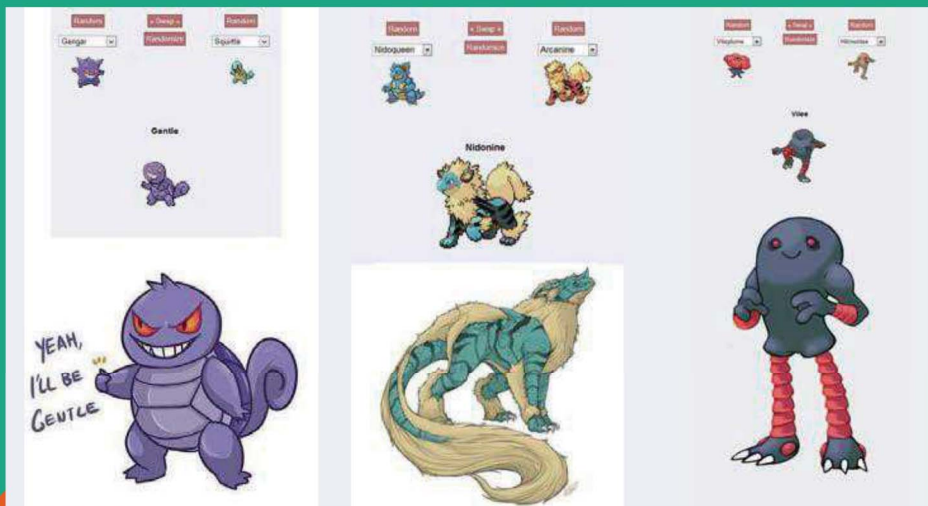 Random « Swap » Random
Gengar Randomize Squirtle
Gentle
YEAH,
I'LL BE
GENTLE
Random « Swap » Random
Nidoqueen Randomize Arcanine
Nidonine
Random « Swap » Random
Vileplume Randomize Hitmonlee
Vilee